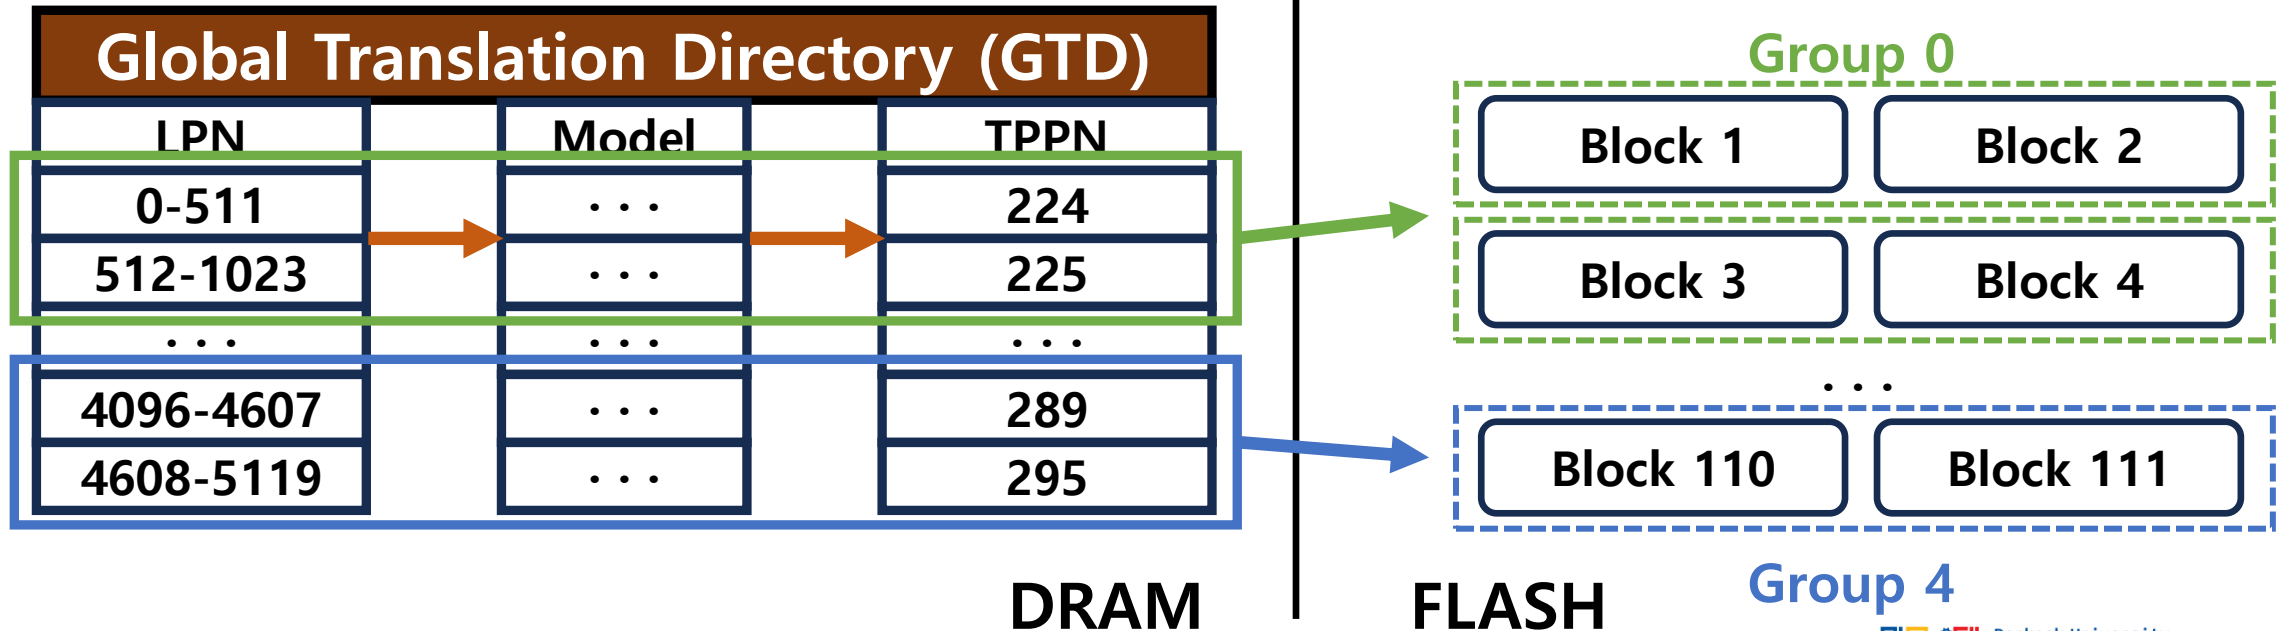 Global Translation Directory (GTD)
LPN Model TPPN
0-511 ... 224
512-1023 ... 225
... ... ...
4096-4607 ... 289
4608-5119 ... 295
DRAM
Group 0
Block 1 Block 2
Block 3 Block 4
...
Block 110 Block 111
Group 4
FLASH